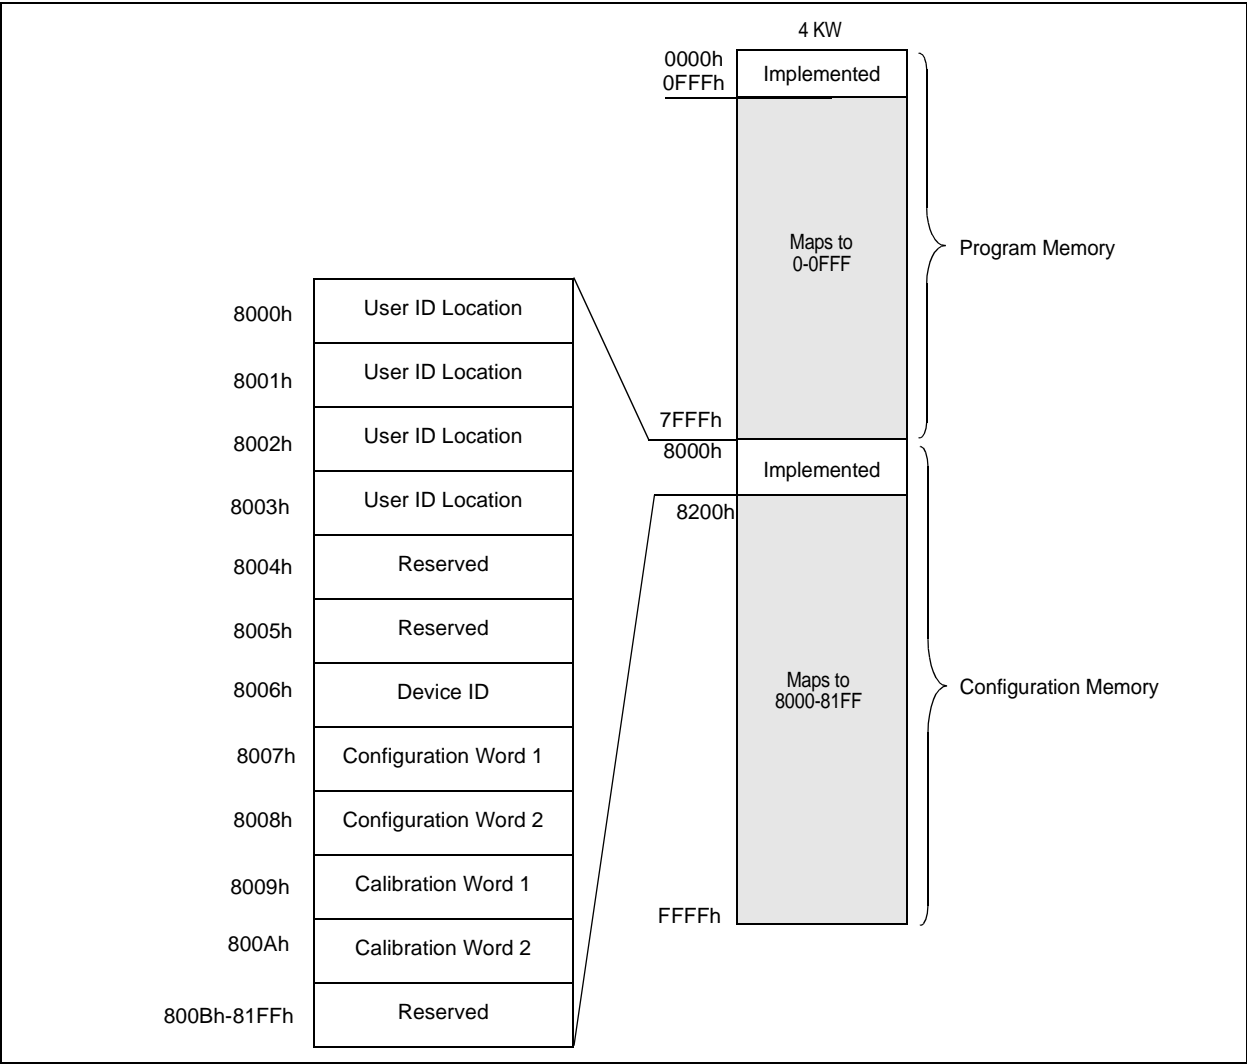 4 KW
0000h
0FFFh
Implemented
Maps to
0-0FFF
Program Memory
7FFFh
8000h
Implemented
8200h
Maps to
8000-81FF
Configuration Memory
FFFFh
8000h User ID Location
8001h User ID Location
8002h User ID Location
8003h User ID Location
8004h Reserved
8005h Reserved
8006h Device ID
8007h Configuration Word 1
8008h Configuration Word 2
8009h Calibration Word 1
800Ah Calibration Word 2
800Bh-81FFh Reserved